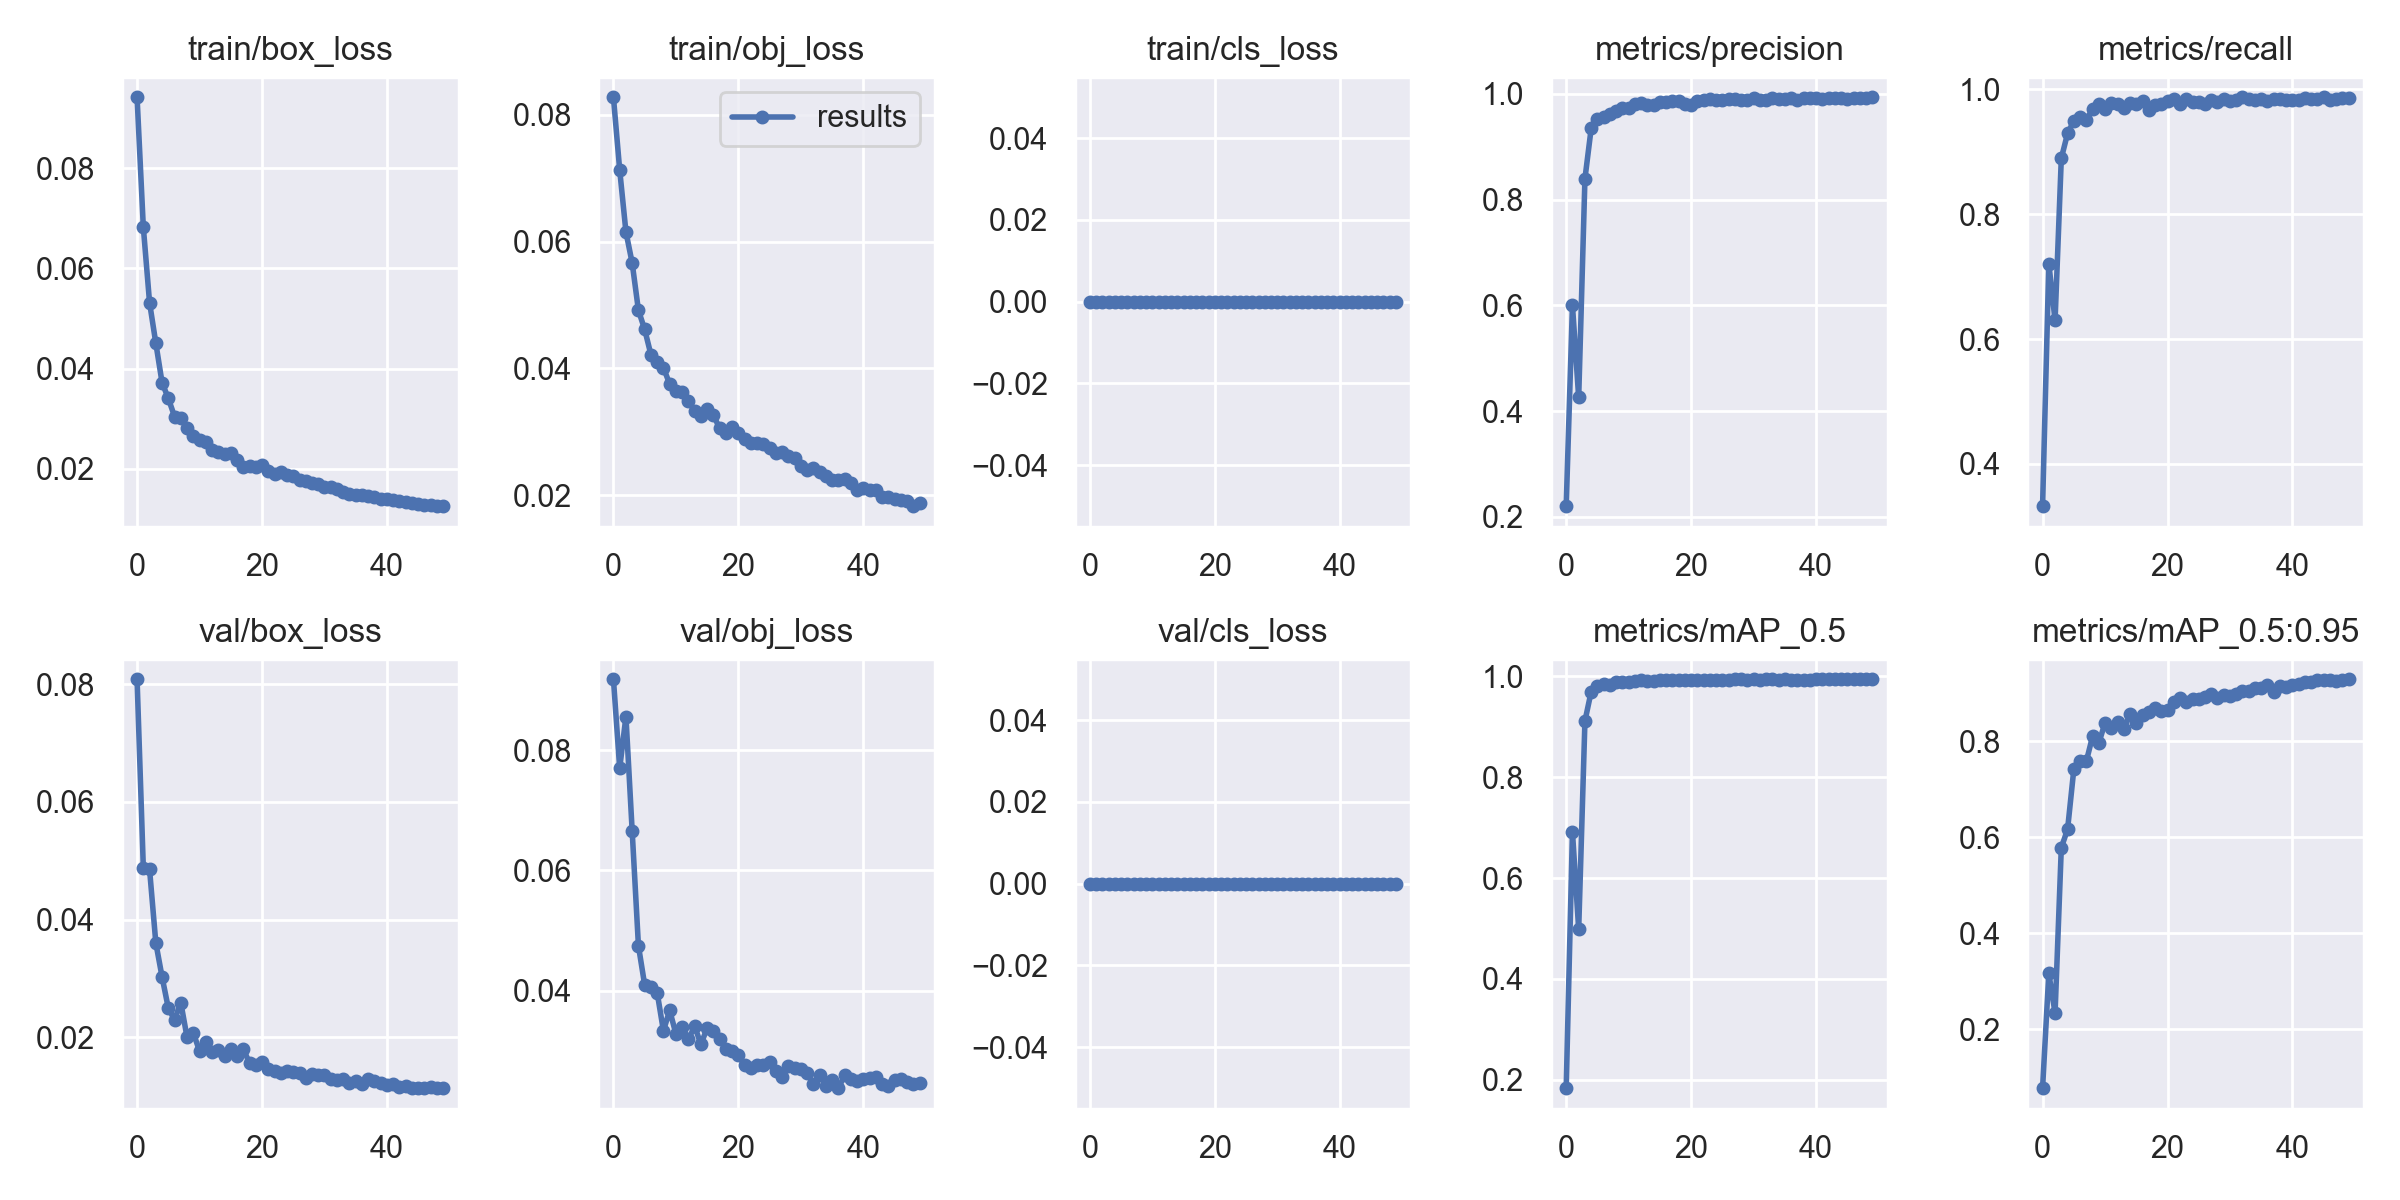 train/box_loss
train/obj_loss
train/cls_loss
metrics/precision
metrics/recall
0.08
0.06
0.04
0.02
0 20 40
results
0.08
0.06
0.04
0.02
0 20 40
0.04
0.02
0.00
−0.02
−0.04
0 20 40
1.0
0.8
0.6
0.4
0.2
0 20 40
1.0
0.8
0.6
0.4
0 20 40
val/box_loss
val/obj_loss
val/cls_loss
metrics/mAP_0.5
metrics/mAP_0.5:0.95
0.08
0.06
0.04
0.02
0 20 40
0.08
0.06
0.04
0 20 40
0.04
0.02
0.00
−0.02
−0.04
0 20 40
1.0
0.8
0.6
0.4
0.2
0 20 40
0.8
0.6
0.4
0.2
0 20 40